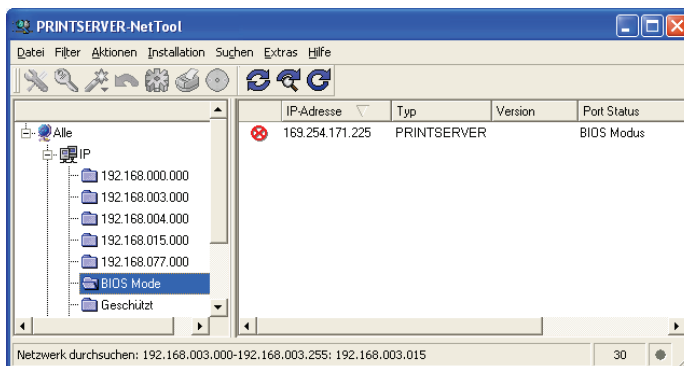 PRINTSERVER-NetTool
Datei Filter Aktionen Installation Suchen Extras Hilfe
IP-Adresse Typ Version Port Status
Alle
169.254.171.225 PRINTSERVER BIOS Modus
IP
192.168.000.000
192.168.003.000
192.168.004.000
192.168.015.000
192.168.077.000
BIOS Mode
Geschützt
Netzwerk durchsuchen: 192.168.003.000-192.168.003.255: 192.168.003.015 30